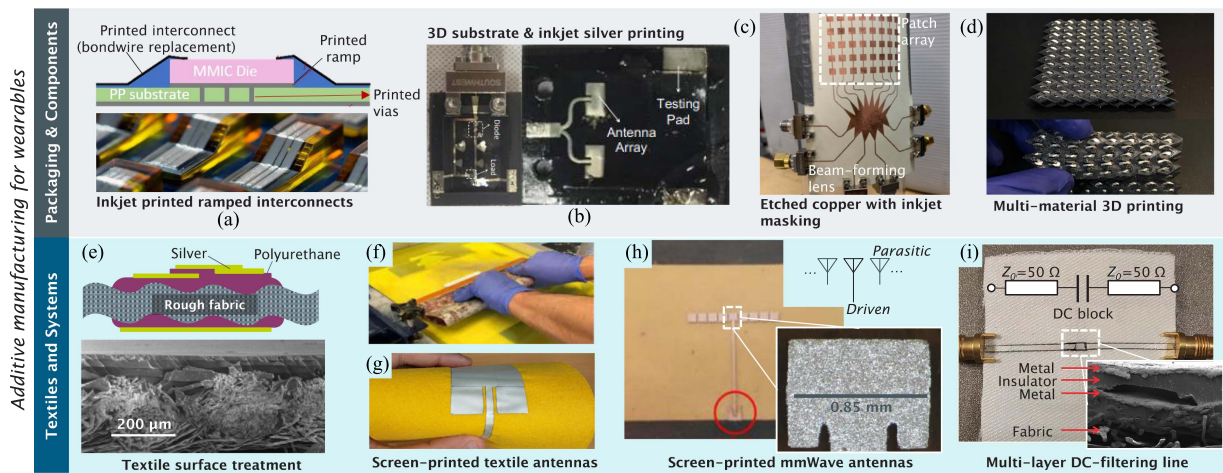 Additive manufacturing for wearables
Packaging & Components
Printed interconnect
(bondwire replacement)
Printed
ramp
MMIC Die
PP substrate
Printed
vias
Inkjet printed ramped interconnects
(a)
3D substrate & inkjet silver printing
SOUTHWEST
Diode
Load
Antenna
Array
Testing
Pad
(b)
(c)
Patch
array
Beam-forming
lens
Etched copper with inkjet
masking
(d)
Multi-material 3D printing
Textiles and Systems
(e)
Silver
Polyurethane
Rough fabric
200 μm
Textile surface treatment
(f)
(g)
Screen-printed textile antennas
(h)
Parasitic
... ...
Driven
0.85 mm
Screen-printed mmWave antennas
(i)
Z₀=50 Ω Z₀=50 Ω
DC block
Metal
Insulator
Metal
Fabric
Multi-layer DC-filtering line